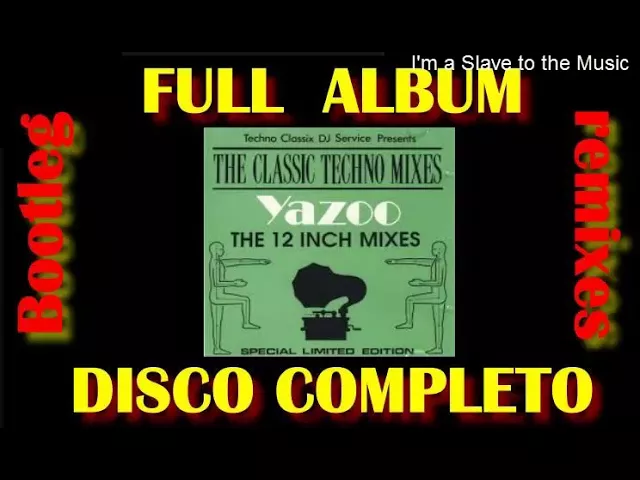 I'm a Slave to the Music
FULL ALBUM
Bootleg
remixes
Techno Classix DJ Service Presents
THE CLASSIC TECHNO MIXES
Yazoo
THE 12 INCH MIXES
SPECIAL LIMITED EDITION
DISCO COMPLETO